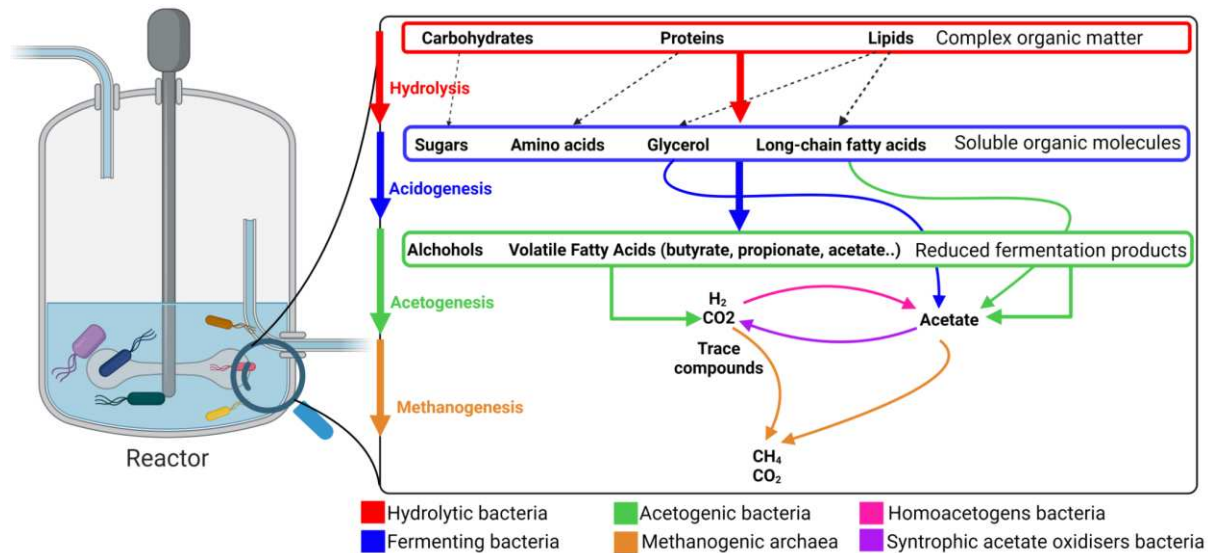 Carbohydrates Proteins Lipids Complex organic matter
Hydrolysis
Sugars Amino acids Glycerol Long-chain fatty acids Soluble organic molecules
Acidogenesis
Alchohols Volatile Fatty Acids (butyrate, propionate, acetate..) Reduced fermentation products
Acetogenesis
H₂
CO2 Acetate
Trace
compounds
Methanogenesis
CH₄
CO₂
Reactor
Hydrolytic bacteria Acetogenic bacteria Homoacetogens bacteria
Fermenting bacteria Methanogenic archaea Syntrophic acetate oxidisers bacteria